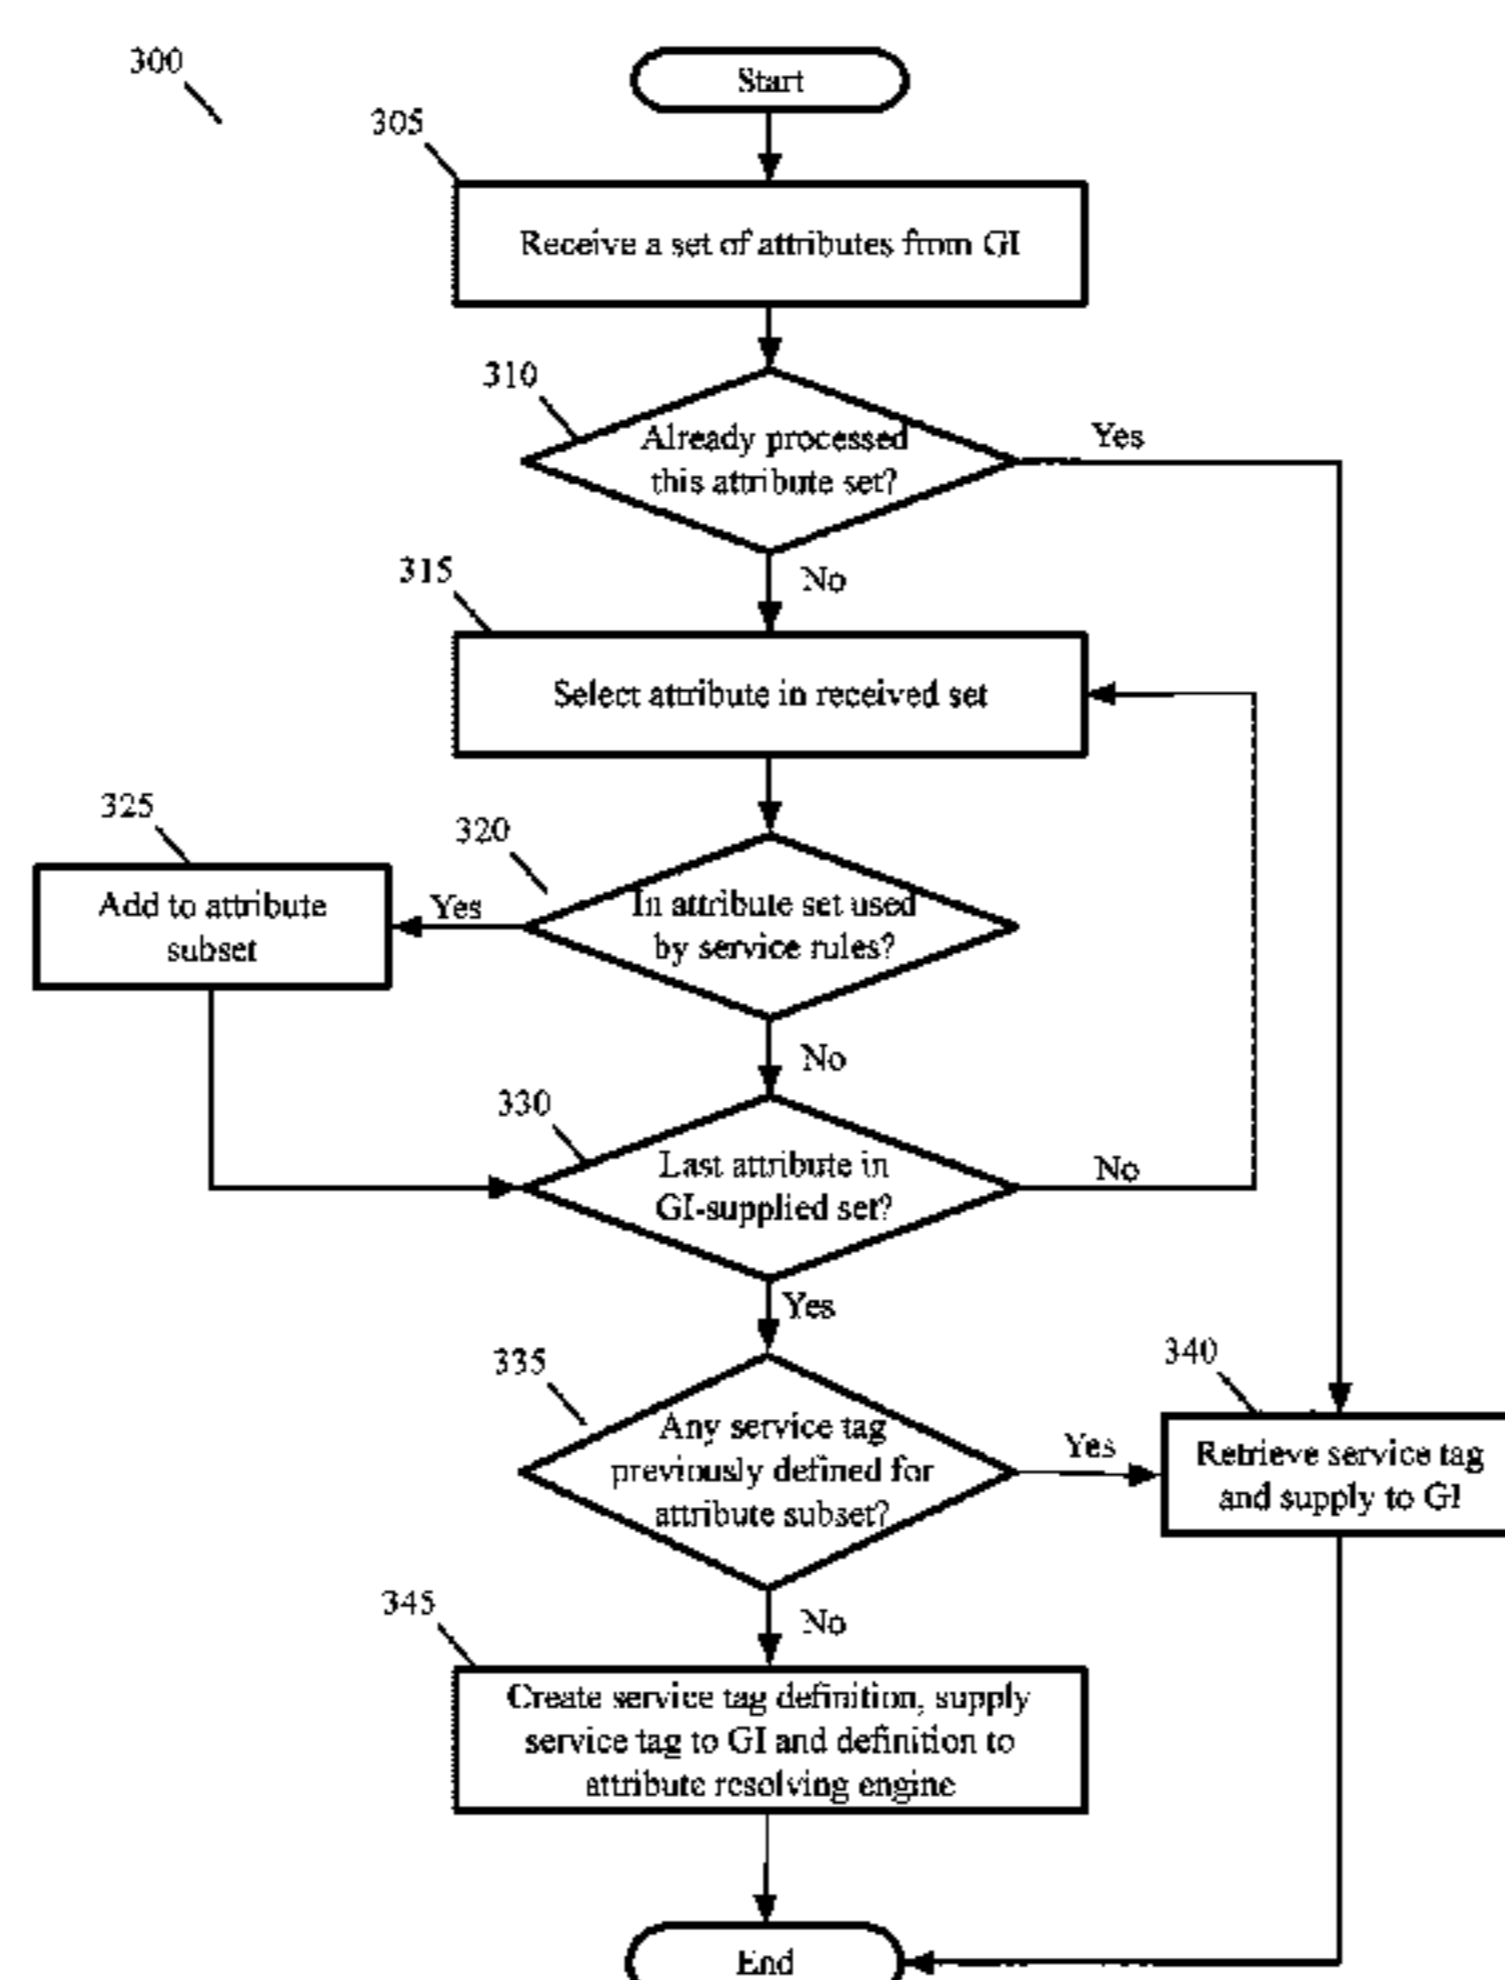 300
Start
305
Receive a set of attributes from GI
310
Already processed
this attribute set?
Yes
No
315
Select attribute in received set
325
320
Add to attribute
subset
Yes
In attribute set used
by service rules?
No
330
Last attribute in
GI-supplied set?
No
Yes
335
340
Any service tag
previously defined for
attribute subset?
Yes
Retrieve service tag
and supply to GI
No
345
Create service tag definition, supply
service tag to GI and definition to
attribute resolving engine
End